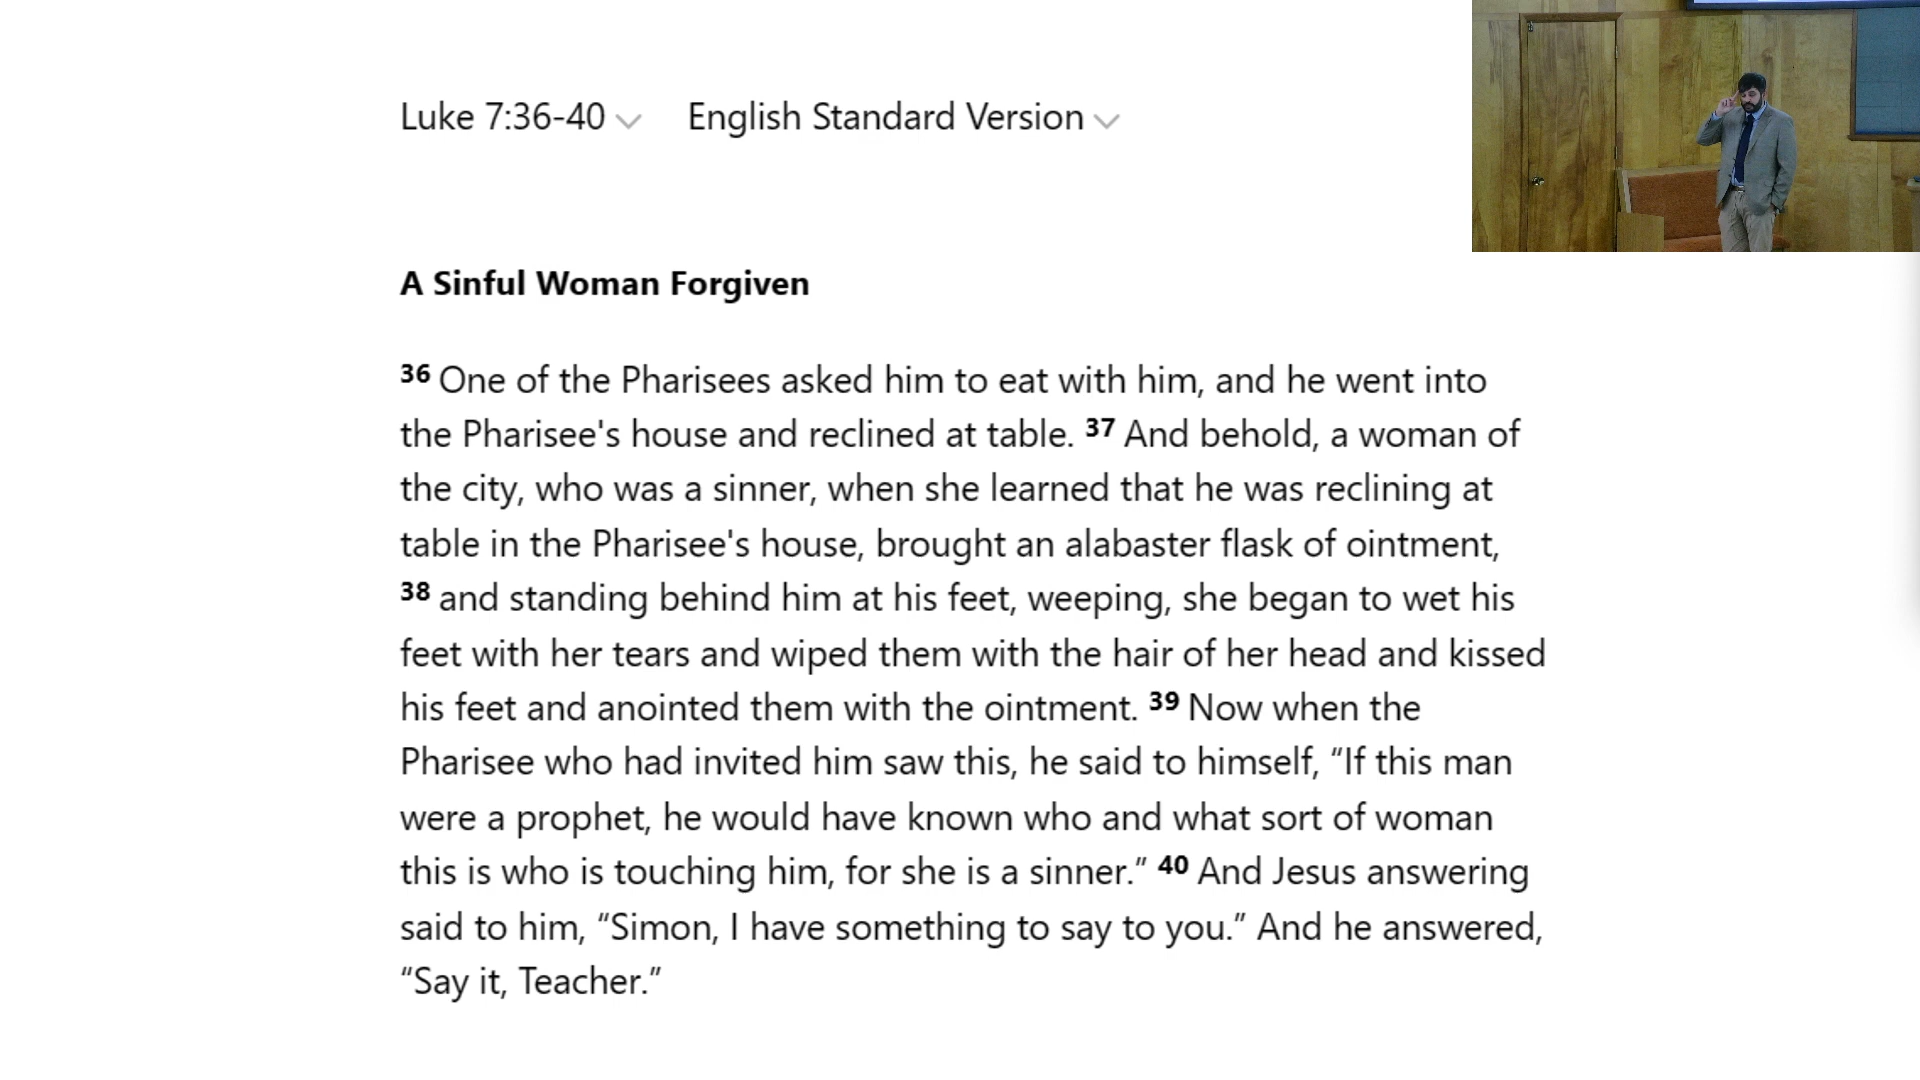 Luke 7:36-40 English Standard Version
A Sinful Woman Forgiven
36 One of the Pharisees asked him to eat with him, and he went into
the Pharisee's house and reclined at table. 37 And behold, a woman of
the city, who was a sinner, when she learned that he was reclining at
table in the Pharisee's house, brought an alabaster flask of ointment,
38 and standing behind him at his feet, weeping, she began to wet his
feet with her tears and wiped them with the hair of her head and kissed
his feet and anointed them with the ointment. 39 Now when the
Pharisee who had invited him saw this, he said to himself, “If this man
were a prophet, he would have known who and what sort of woman
this is who is touching him, for she is a sinner.” 40 And Jesus answering
said to him, “Simon, I have something to say to you.” And he answered,
“Say it, Teacher.”